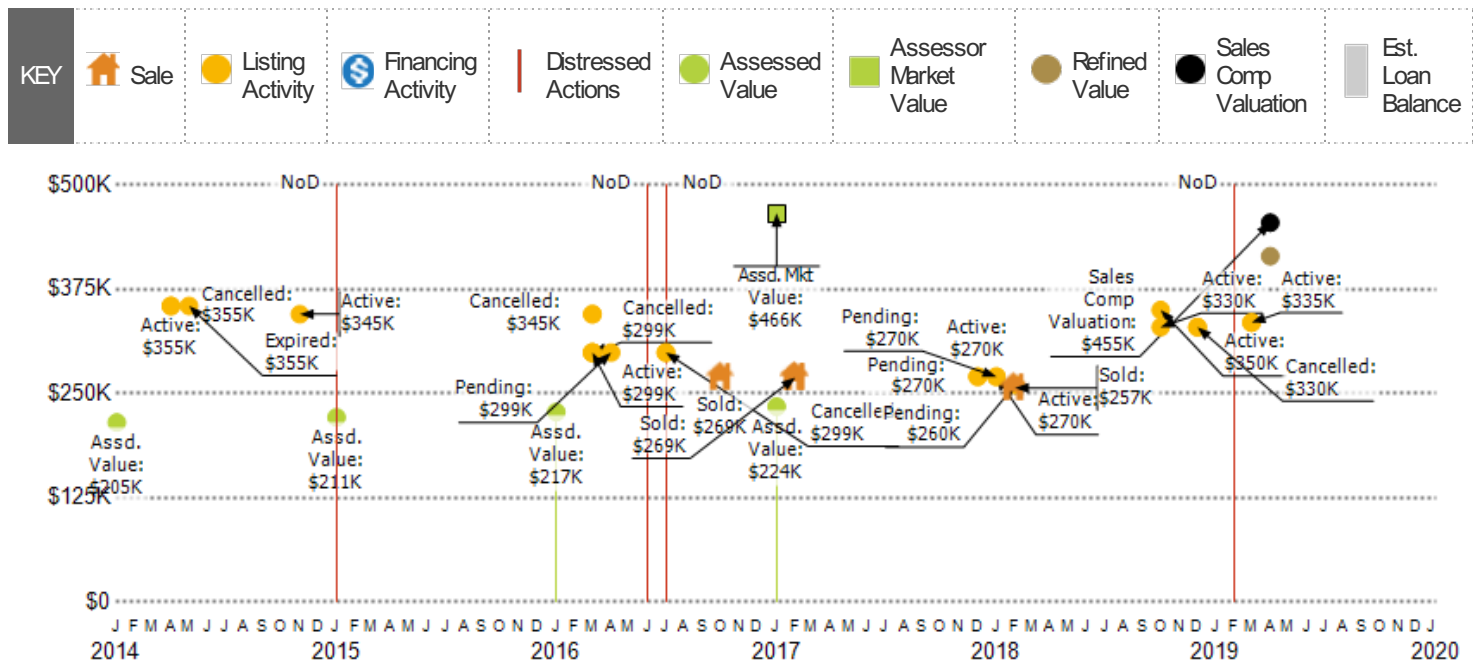 KEY
Sale
Listing
Activity
Financing
Activity
Distressed
Actions
Assessed
Value
Assessor
Market
Value
Refined
Value
Sales
Comp
Valuation
Est.
Loan
Balance
$500K
$375K
$250K
$125K
$0
NoD
NoD
NoD
NoD
Cancelled:
$355K
Active:
$355K
Expired:
$355K
Active:
$345K
Cancelled:
$345K
Cancelled:
$299K
Active:
$299K
Pending:
$299K
Assd. Mkt
Value:
$466K
Sold:
$269K
Sold:
$269K
Cancelled:
$299K
Assd.
Value:
$205K
Assd.
Value:
$211K
Assd.
Value:
$217K
Assd.
Value:
$224K
Pending:
$270K
Active:
$270K
Pending:
$270K
Pending:
$260K
Active:
$270K
Sold:
$257K
Sales
Comp
Valuation:
$455K
Active:
$330K
Active:
$335K
Active:
$350K
Cancelled:
$330K
J F M A M J J A S O N D J F M A M J J A S O N D J F M A M J J A S O N D J F M A M J J A S O N D J F M A M J J A S O N D J F M A M J J A S O N D J
2014 2015 2016 2017 2018 2019 2020